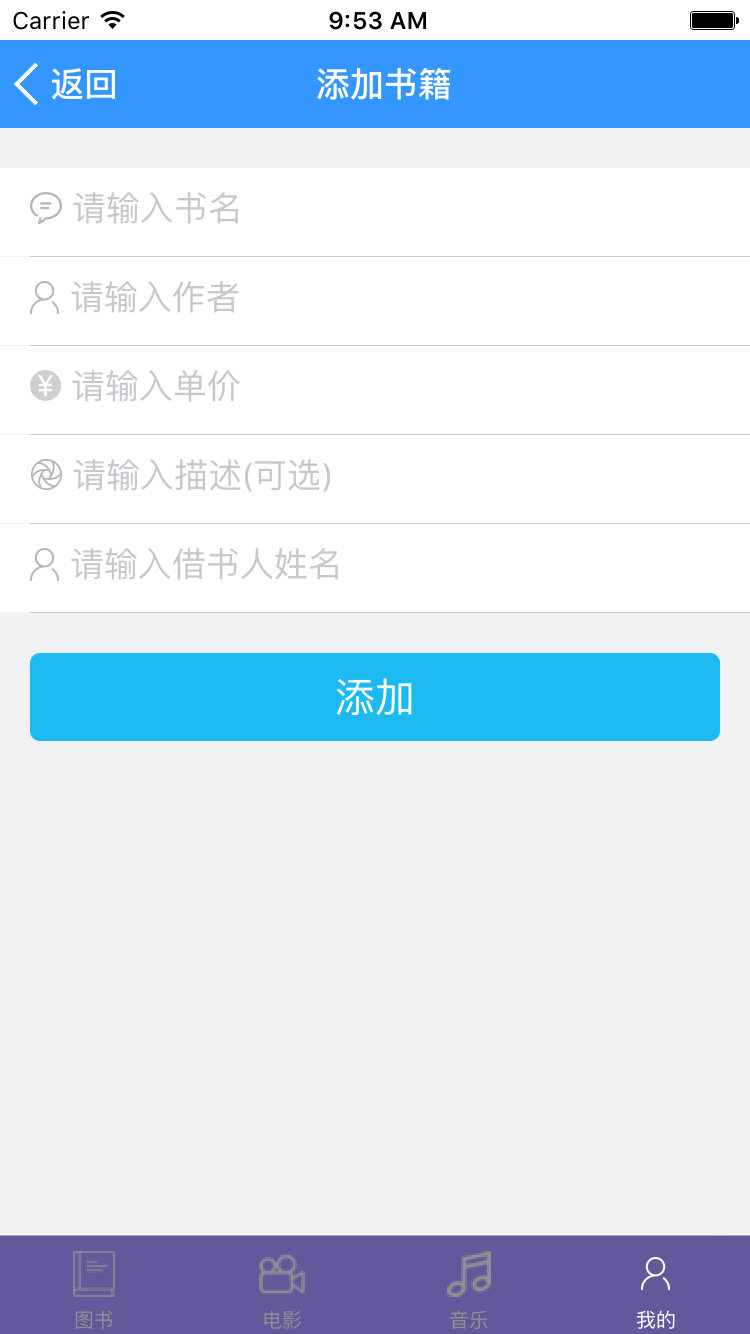 Carrier 9:53 AM
返回 添加书籍
请输入书名
请输入作者
请输入单价
请输入描述(可选)
请输入借书人姓名
添加
图书 电影 音乐 我的